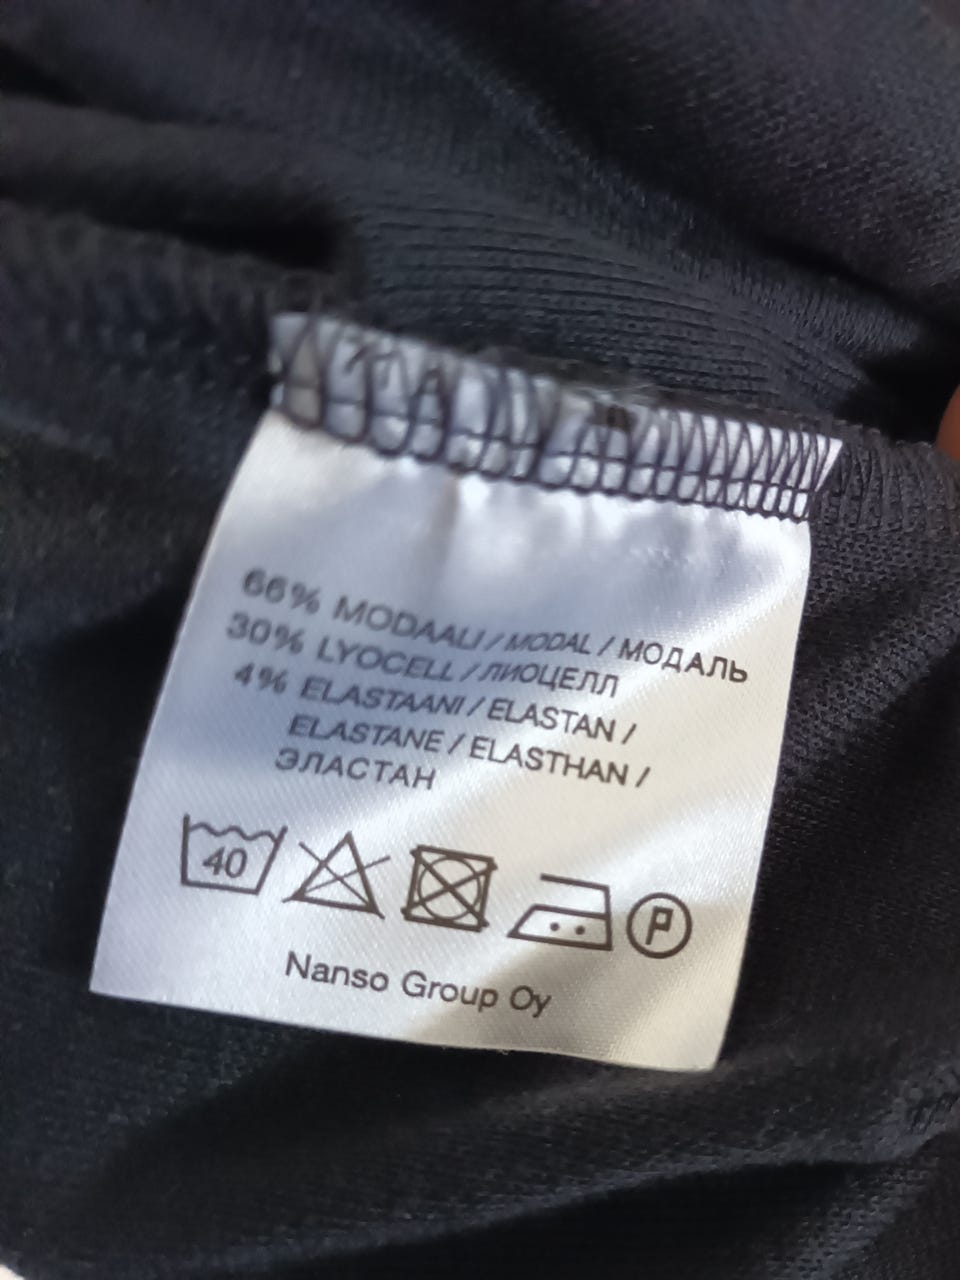 66% MODAALI / MODAL / МОДАЛЬ
30% LYOCELL / ЛИОЦЕЛЛ
4% ELASTAANI / ELASTAN /
ELASTANE / ELASTHAN /
ЭЛАСТАН
40 P
Nanso Group Oy